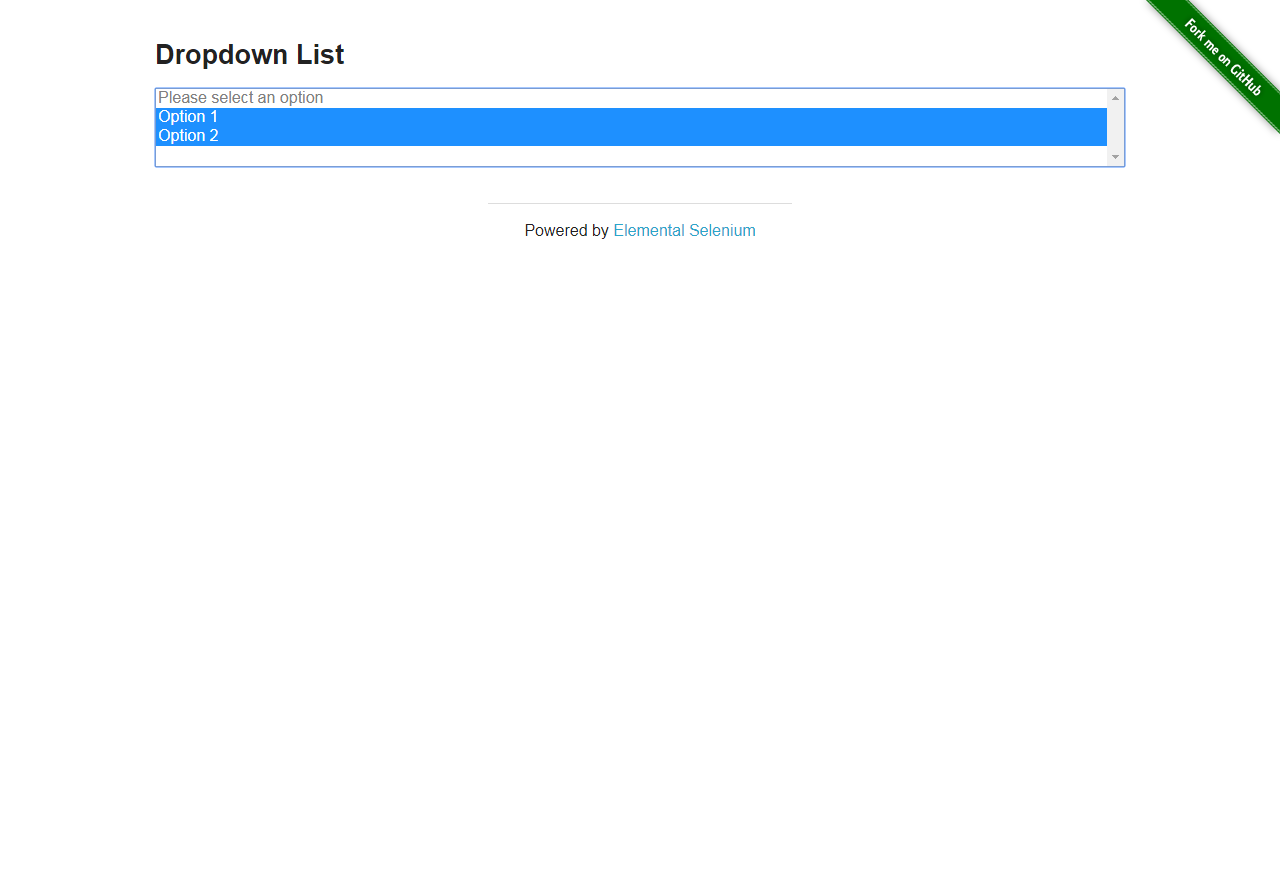 Fork me on GitHub
Dropdown List
Please select an option
Option 1
Option 2
Powered by Elemental Selenium